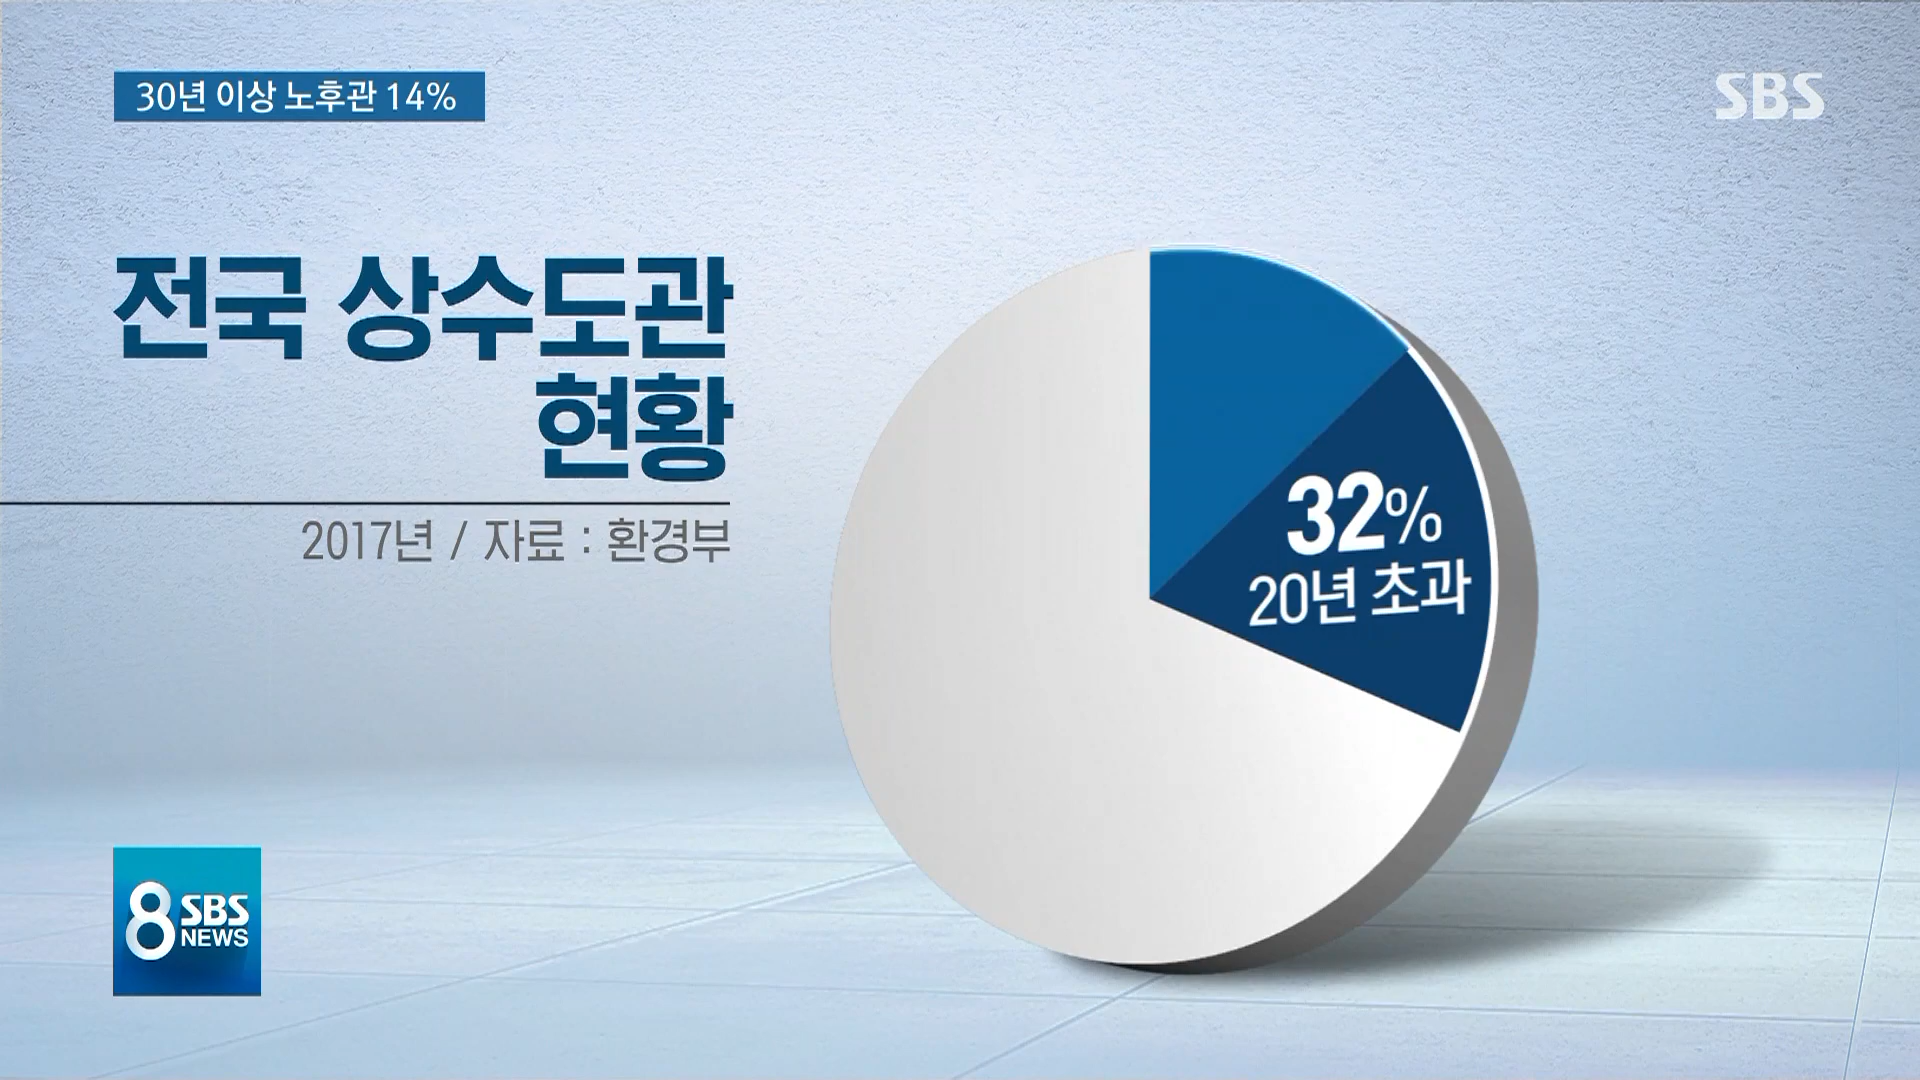 30년 이상 노후관 14%
SBS
전국 상수도관
현황
2017년 / 자료 : 환경부
32%
20년 초과
8 SBS
NEWS